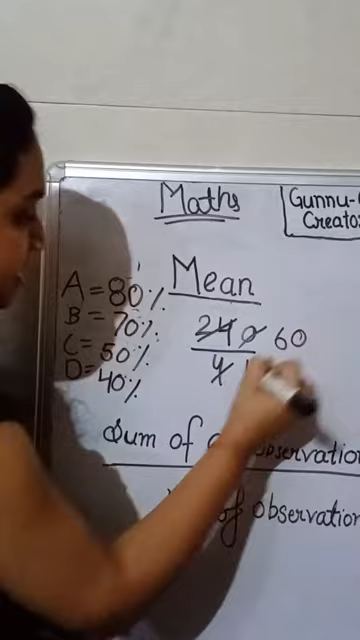 Maths
Gunnu-
Creato
Mean
A = 80%
B = 70%
C = 50%
D = 40%
240 60
4
Sum of observation
of observation